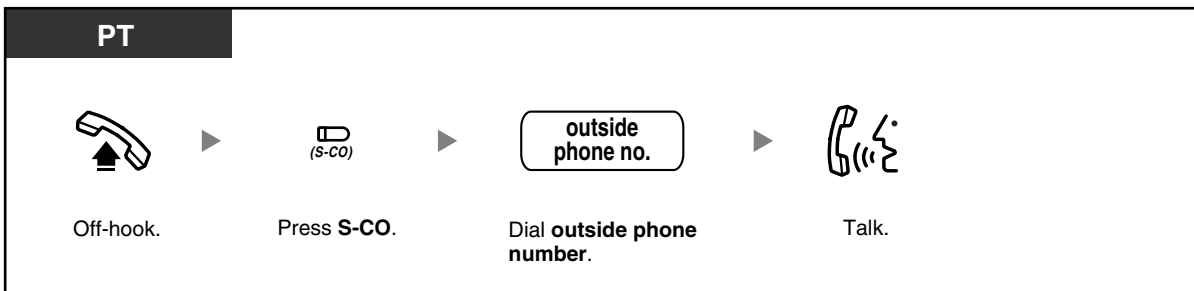 PT
(S-CO)
outside
phone no.
Off-hook.
Press S-CO.
Dial outside phone
number.
Talk.